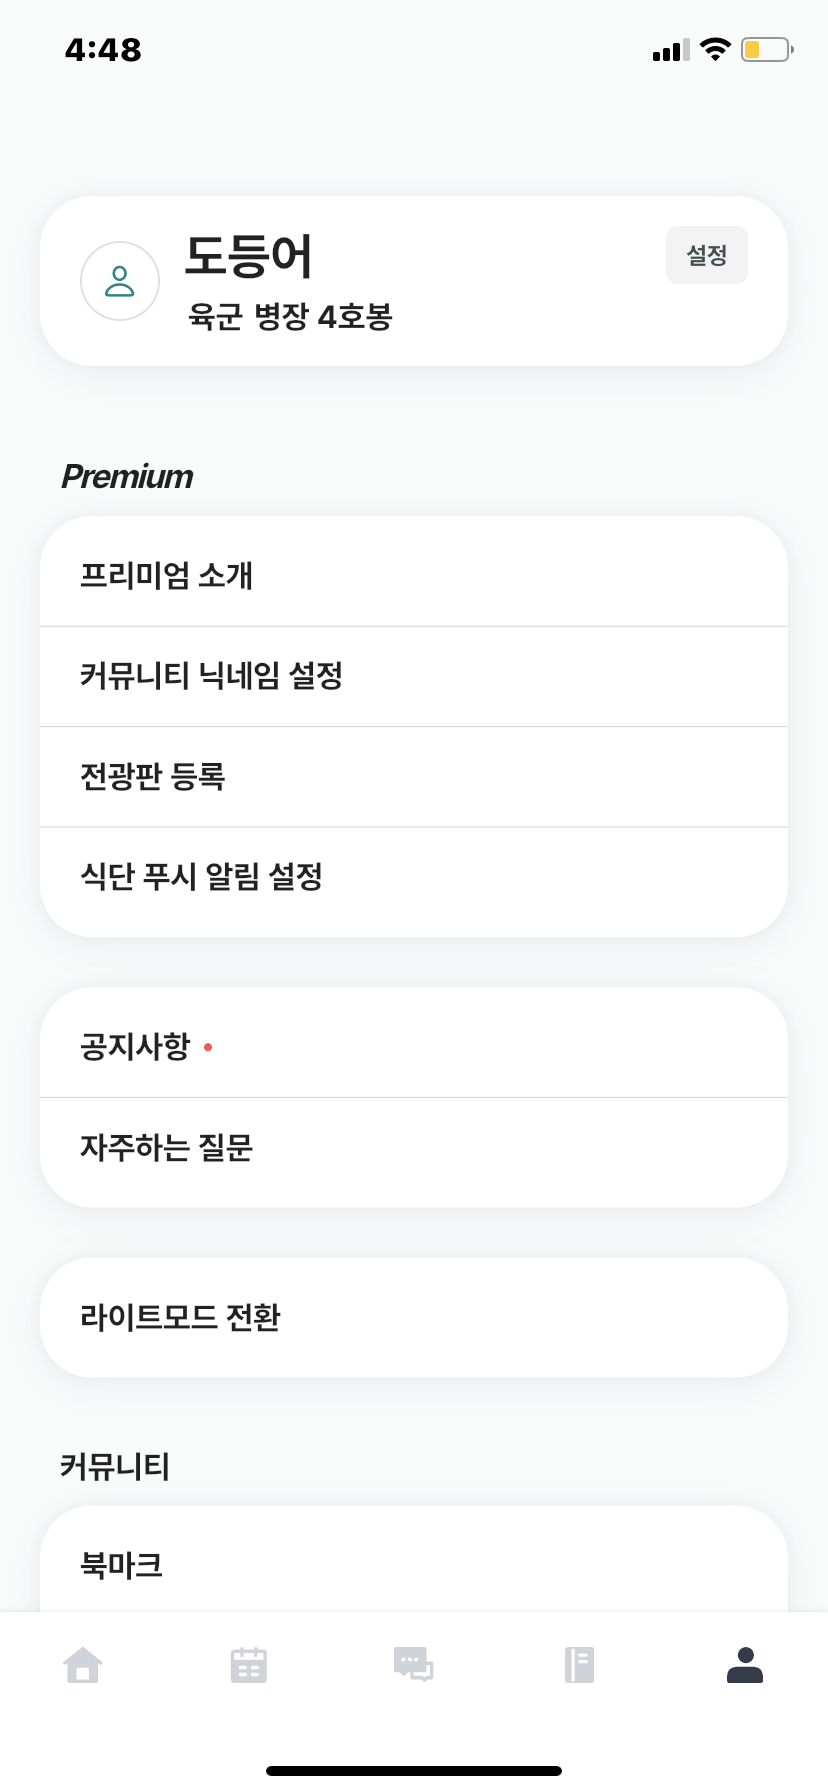 4:48
도등어
설정
육군 병장 4호봉
Premium
프리미엄 소개
커뮤니티 닉네임 설정
전광판 등록
식단 푸시 알림 설정
공지사항
자주하는 질문
라이트모드 전환
커뮤니티
북마크